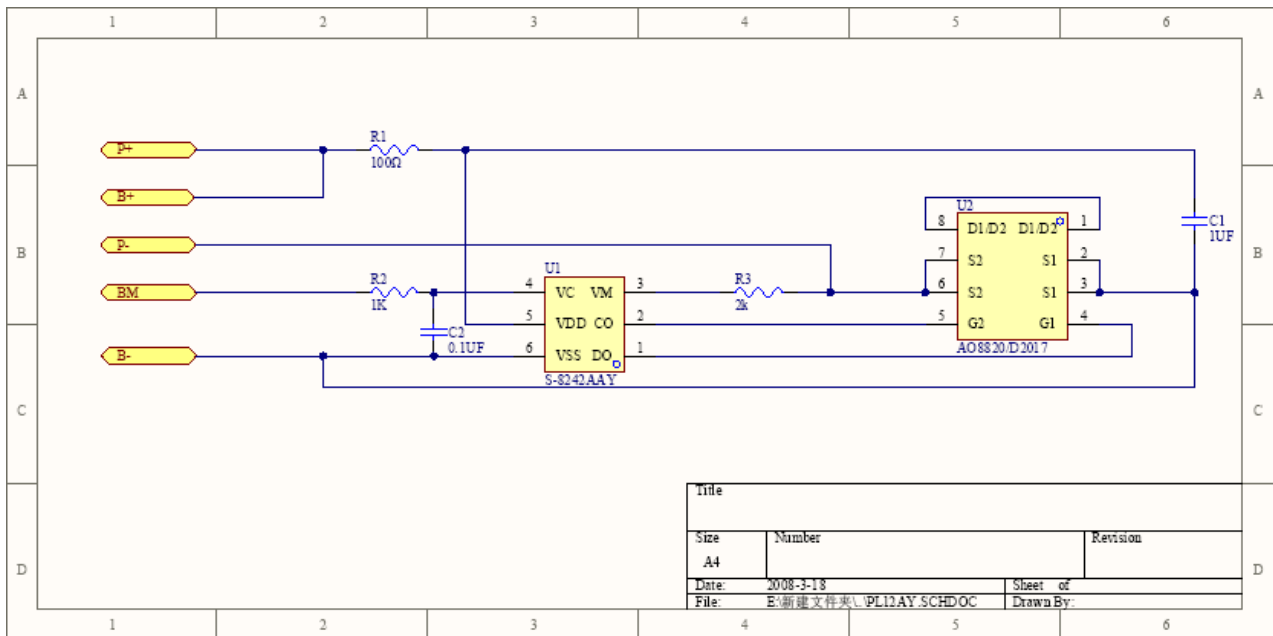 1 2 3 4 5 6
A A
P+
R1
100Ω
B+
U2
8 D1/D2 D1/D2 1
C1
1UF
B B
P-
7 S2 S1 2
U1
BM
R2
1K
4 VC VM 3
R3
2k
6 S2 S1 3
5 VDD CO 2
5 G2 G1 4
C2
0.1UF
AO8820/D2017
B-
6 VSS DO 1
S-8242AAY
C C
Title
Size Number Revision
A4
D D
Date: 2008-3-18 Sheet of
File: E:\新建文件夹\..\PL12AY.SCHDOC Drawn By:
1 2 3 4 5 6